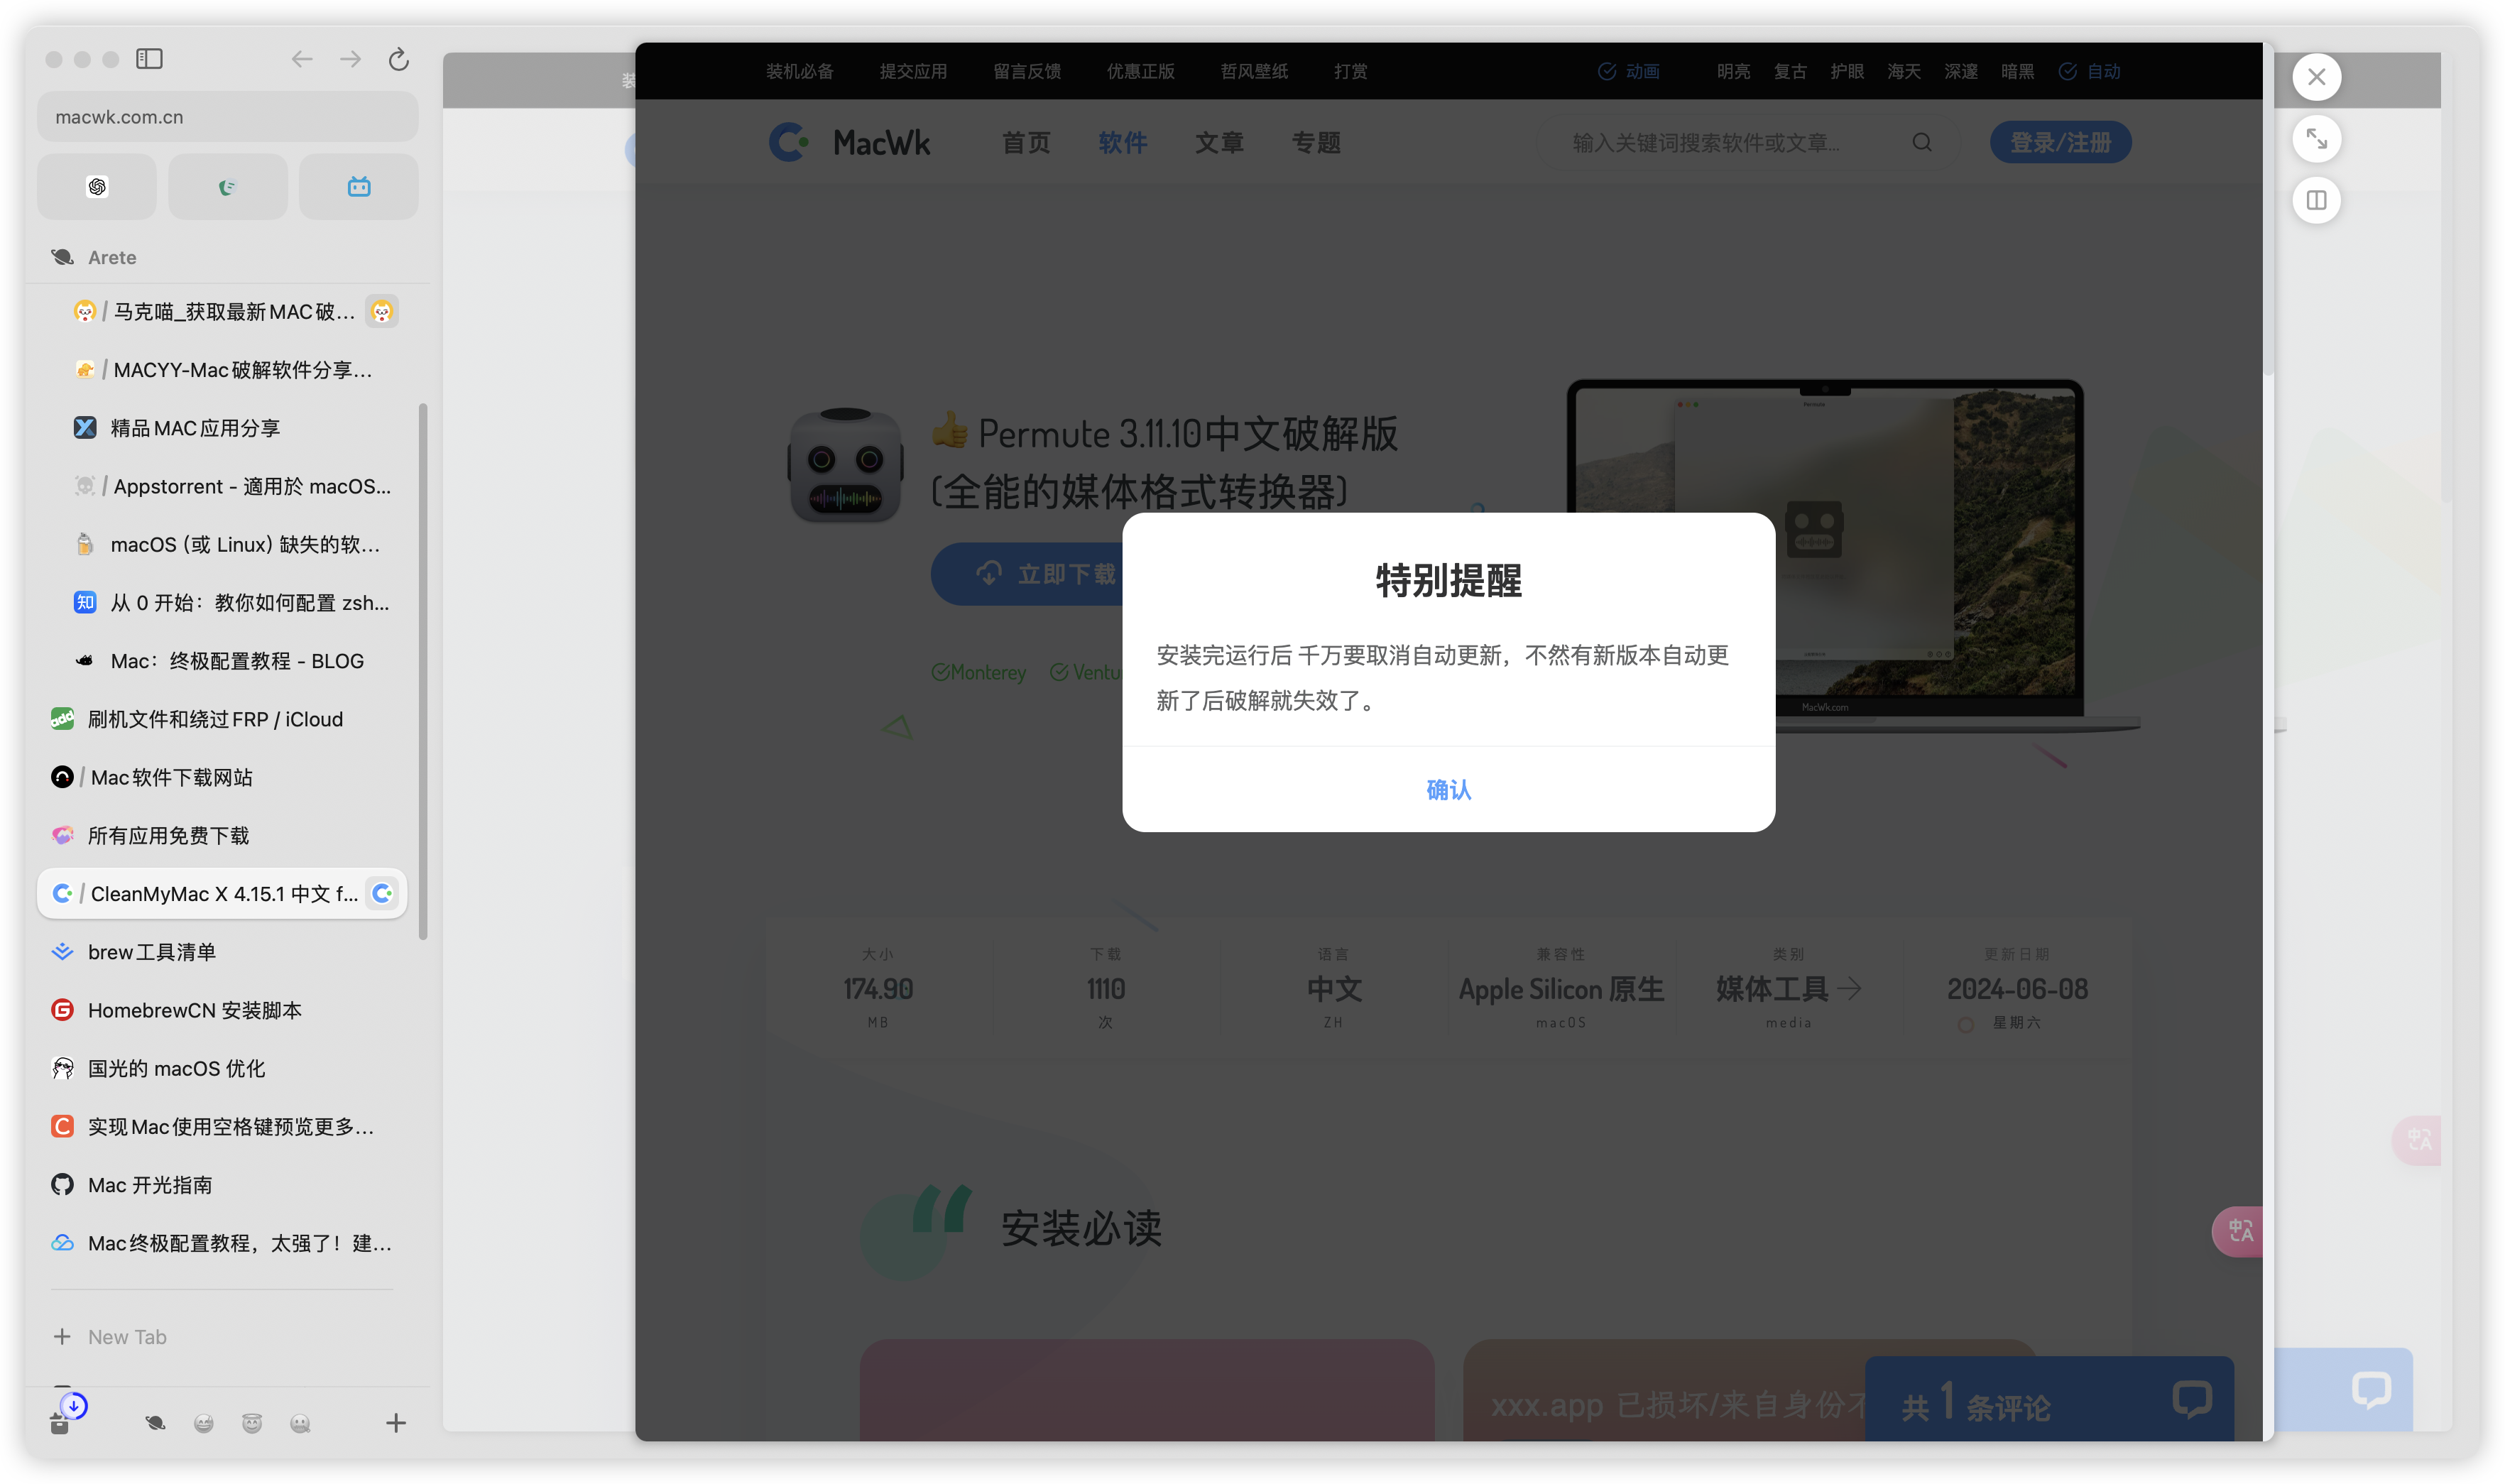 macwk.com.cn
Arete
/ 马克喵_获取最新MAC破…
/ MACYY-Mac破解软件分享…
精品MAC应用分享
/ Appstorrent - 適用於 macOS…
macOS (或 Linux) 缺失的软…
知 从 0 开始：教你如何配置 zsh…
Mac：终极配置教程 - BLOG
add 刷机文件和绕过FRP / iCloud
/ Mac软件下载网站
所有应用免费下载
/ CleanMyMac X 4.15.1 中文 f…
brew工具清单
HomebrewCN 安装脚本
国光的 macOS 优化
实现Mac使用空格键预览更多…
Mac 开光指南
Mac终极配置教程，太强了！建…
New Tab
装
装机必备 提交应用 留言反馈 优惠正版 哲风壁纸 打赏 动画 明亮 复古 护眼 海天 深邃 暗黑 自动
MacWk 首页 软件 文章 专题 输入关键词搜索软件或文章... 登录/注册
👍 Permute 3.11.10中文破解版
(全能的媒体格式转换器)
立即下载
Monterey Ventu
Permute
MacWk.com
特别提醒
安装完运行后 千万要取消自动更新，不然有新版本自动更
新了后破解就失效了。
确认
大小 下载 语言 兼容性 类别 更新日期
174.90 1110 中文 Apple Silicon 原生 媒体工具 2024-06-08
MB 次 ZH macOS media 星期六
安装必读
xxx.app 已损坏/来自身份不
共 1 条评论
中A
中A